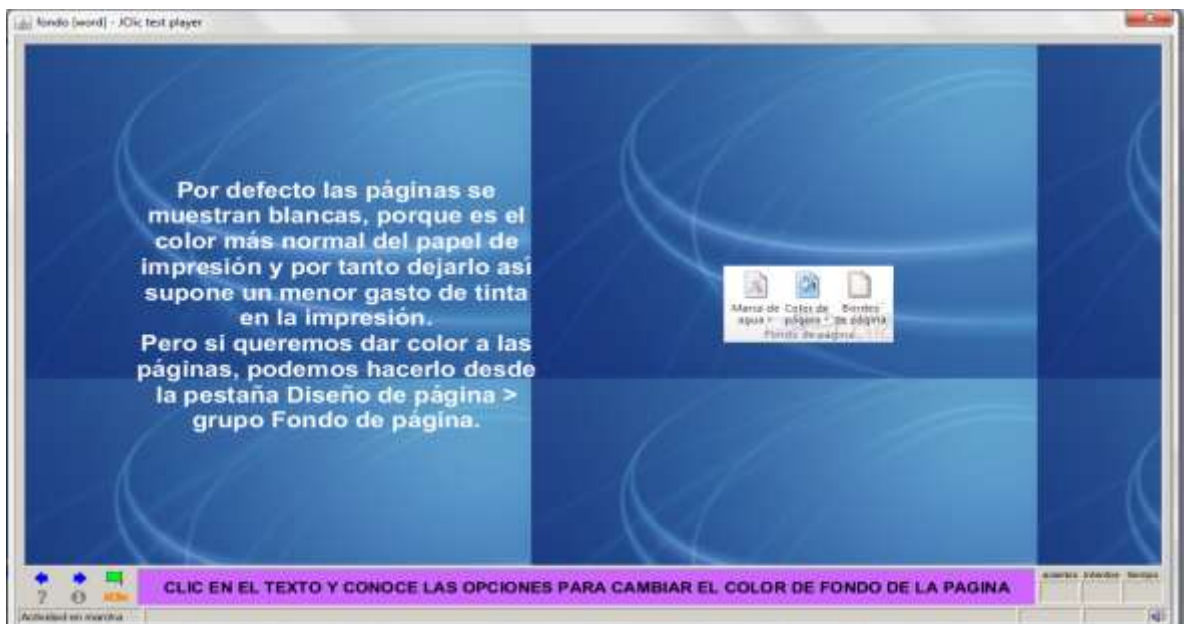 fondo [word] - JClic test player
Por defecto las páginas se
muestran blancas, porque es el
color más normal del papel de
impresión y por tanto dejarlo así
supone un menor gasto de tinta
en la impresión.
Pero si queremos dar color a las
páginas, podemos hacerlo desde
la pestaña Diseño de página >
grupo Fondo de página.
Marca de agua
Color de página
Bordes de página
Fondo de página
CLIC EN EL TEXTO Y CONOCE LAS OPCIONES PARA CAMBIAR EL COLOR DE FONDO DE LA PAGINA
aciertos intentos tiempo
Actividad en marcha